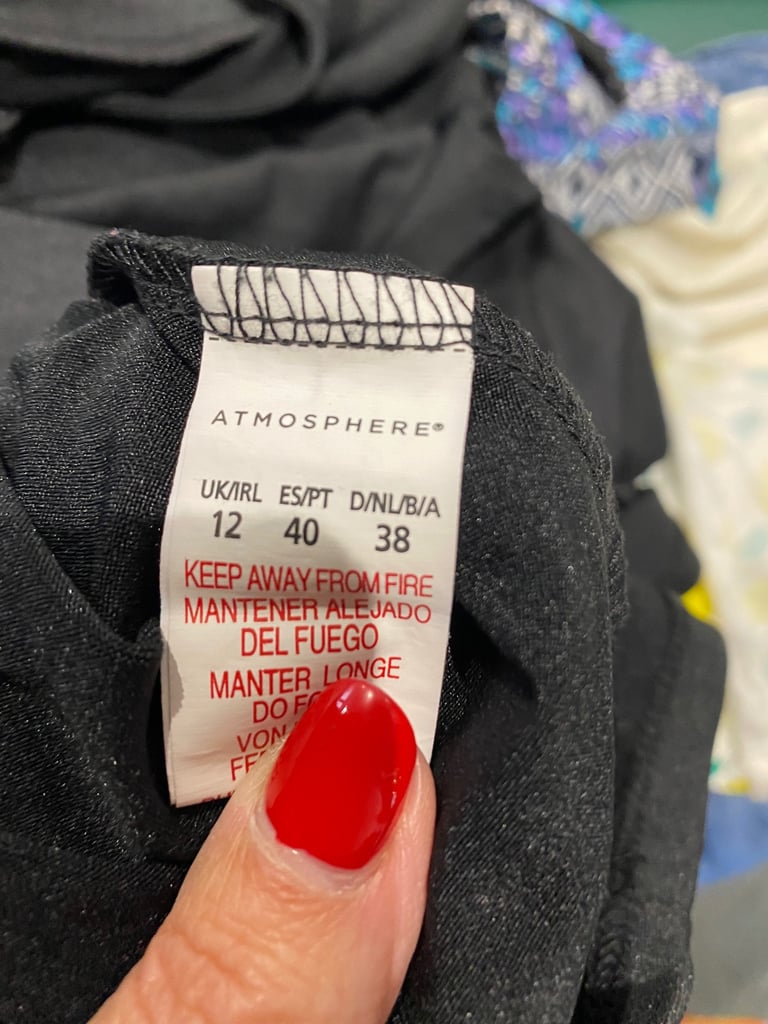 ATMOSPHERE®
UK/IRL ES/PT D/NL/B/A
12 40 38
KEEP AWAY FROM FIRE
MANTENER ALEJADO
DEL FUEGO
MANTER LONGE
DO
VON